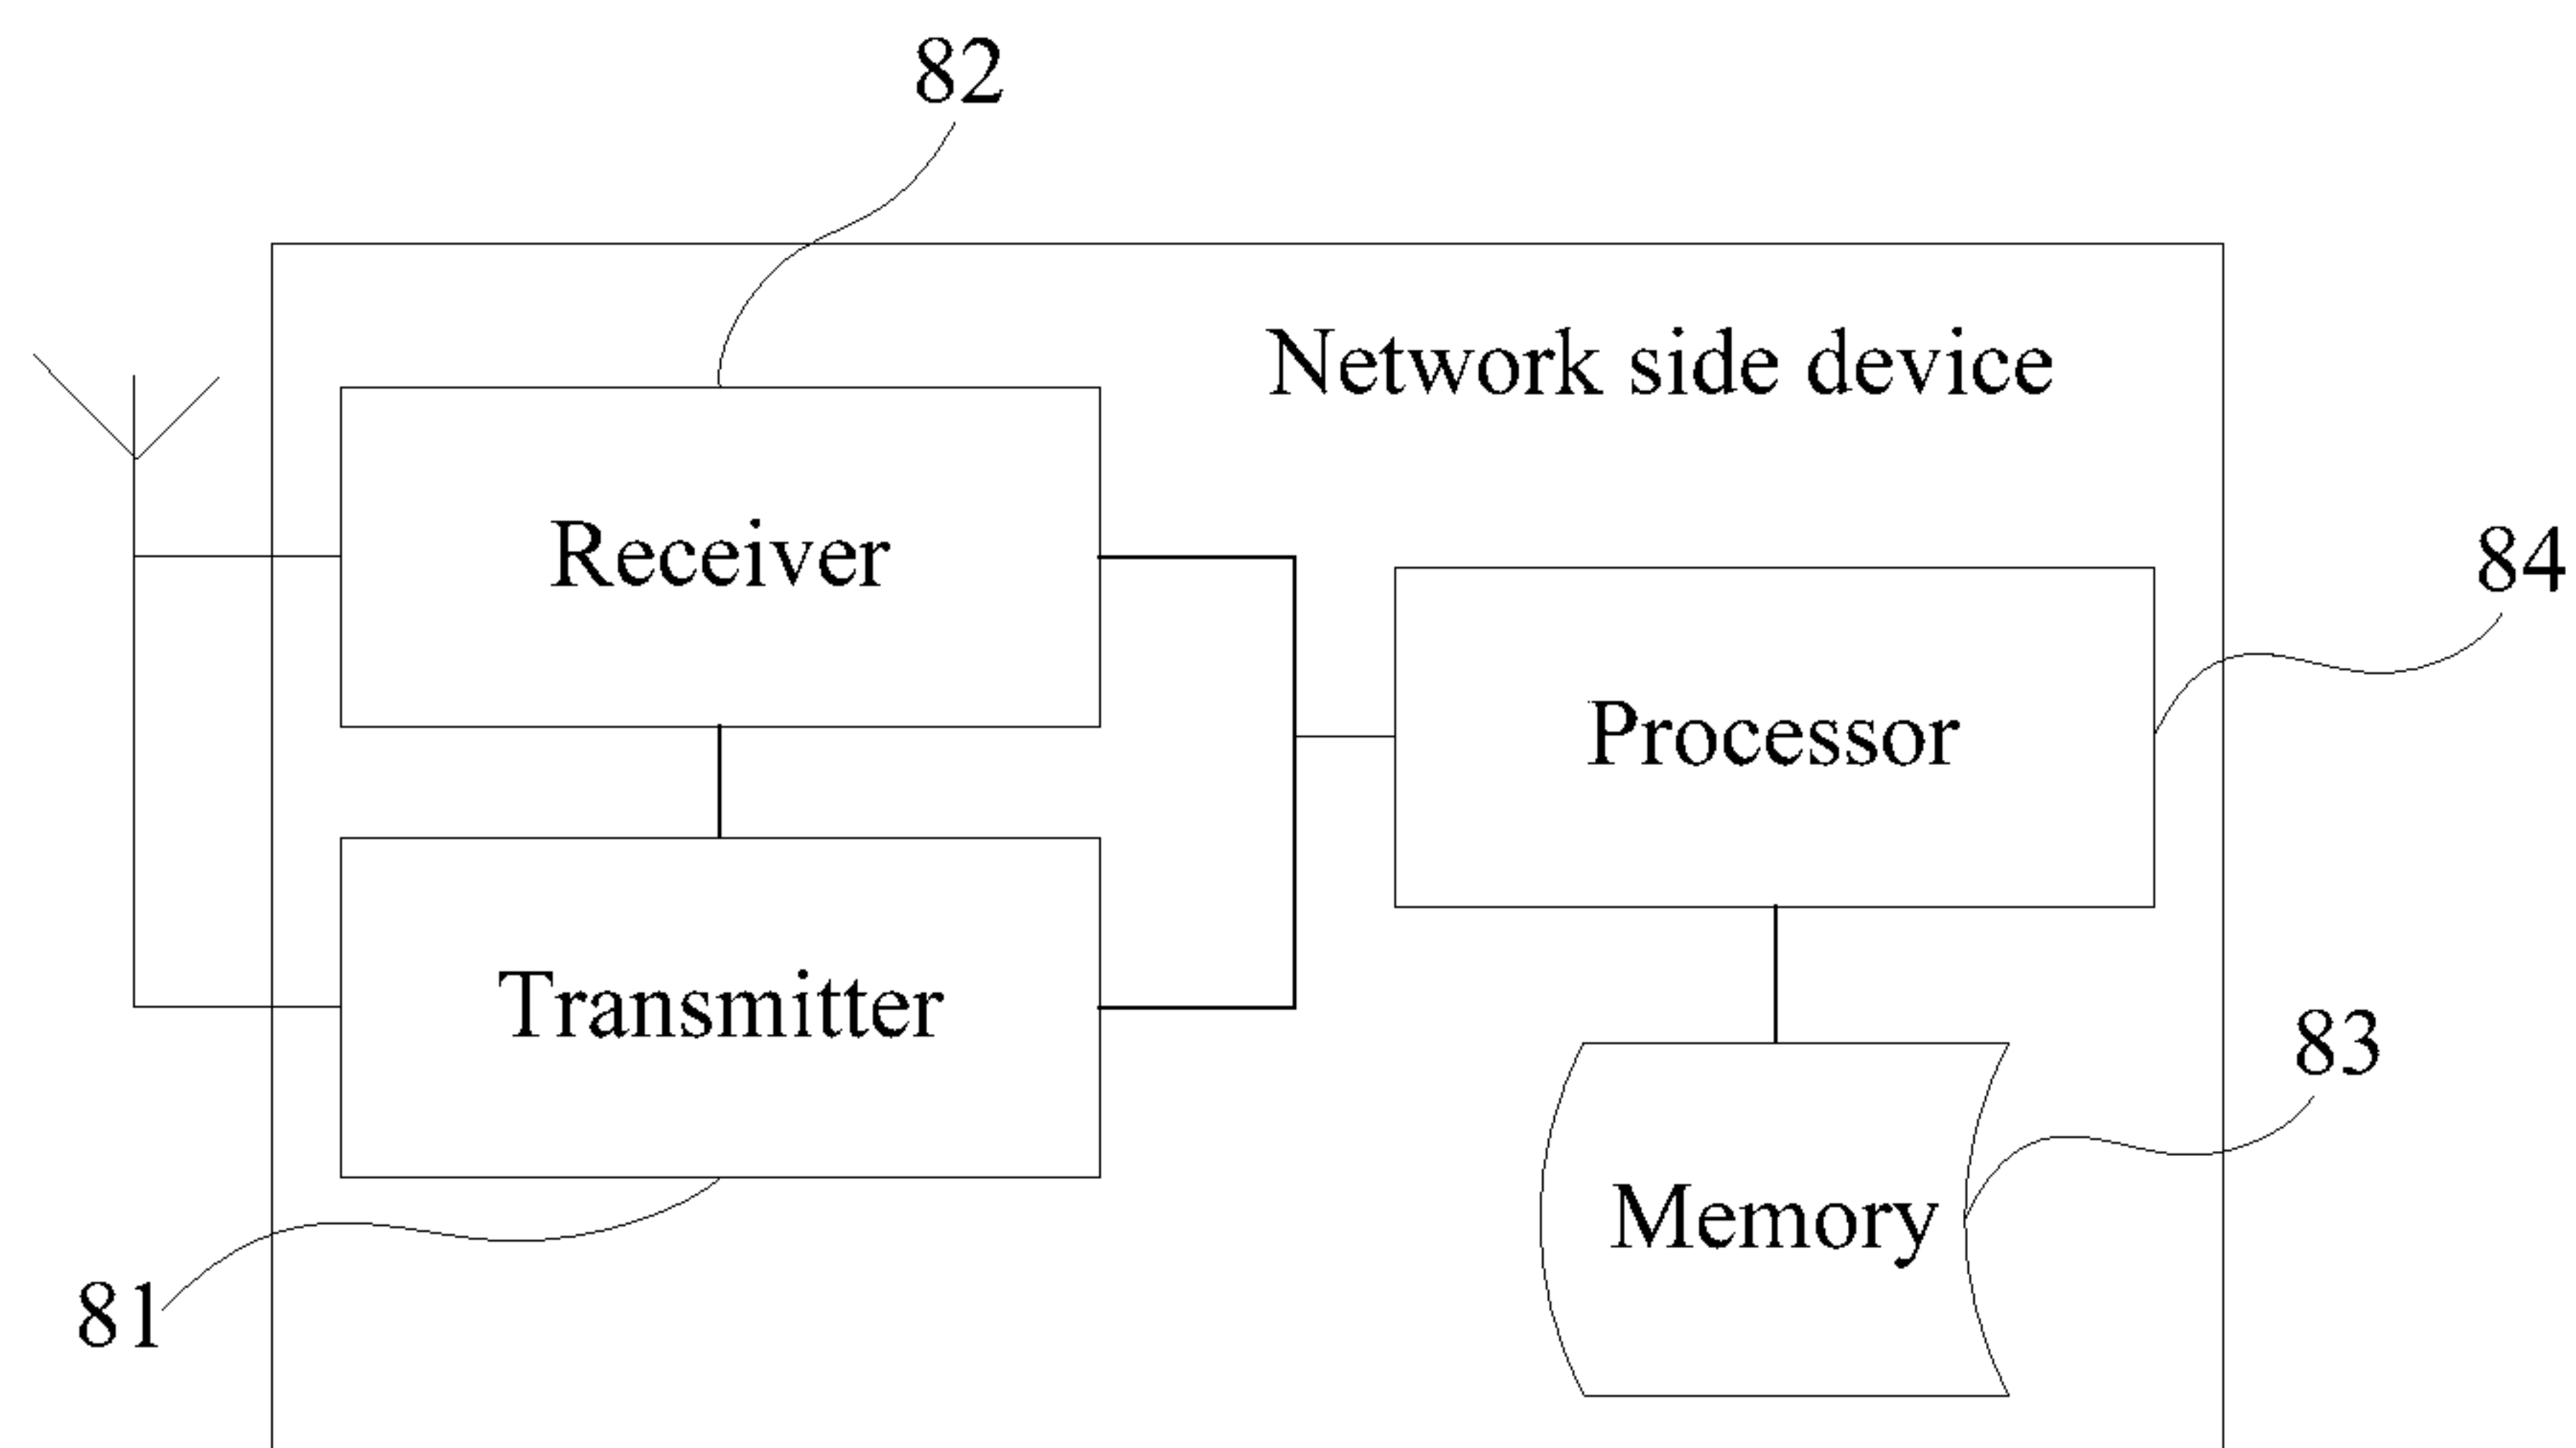 82
Network side device
Receiver
84
Processor
Transmitter
83
Memory
81